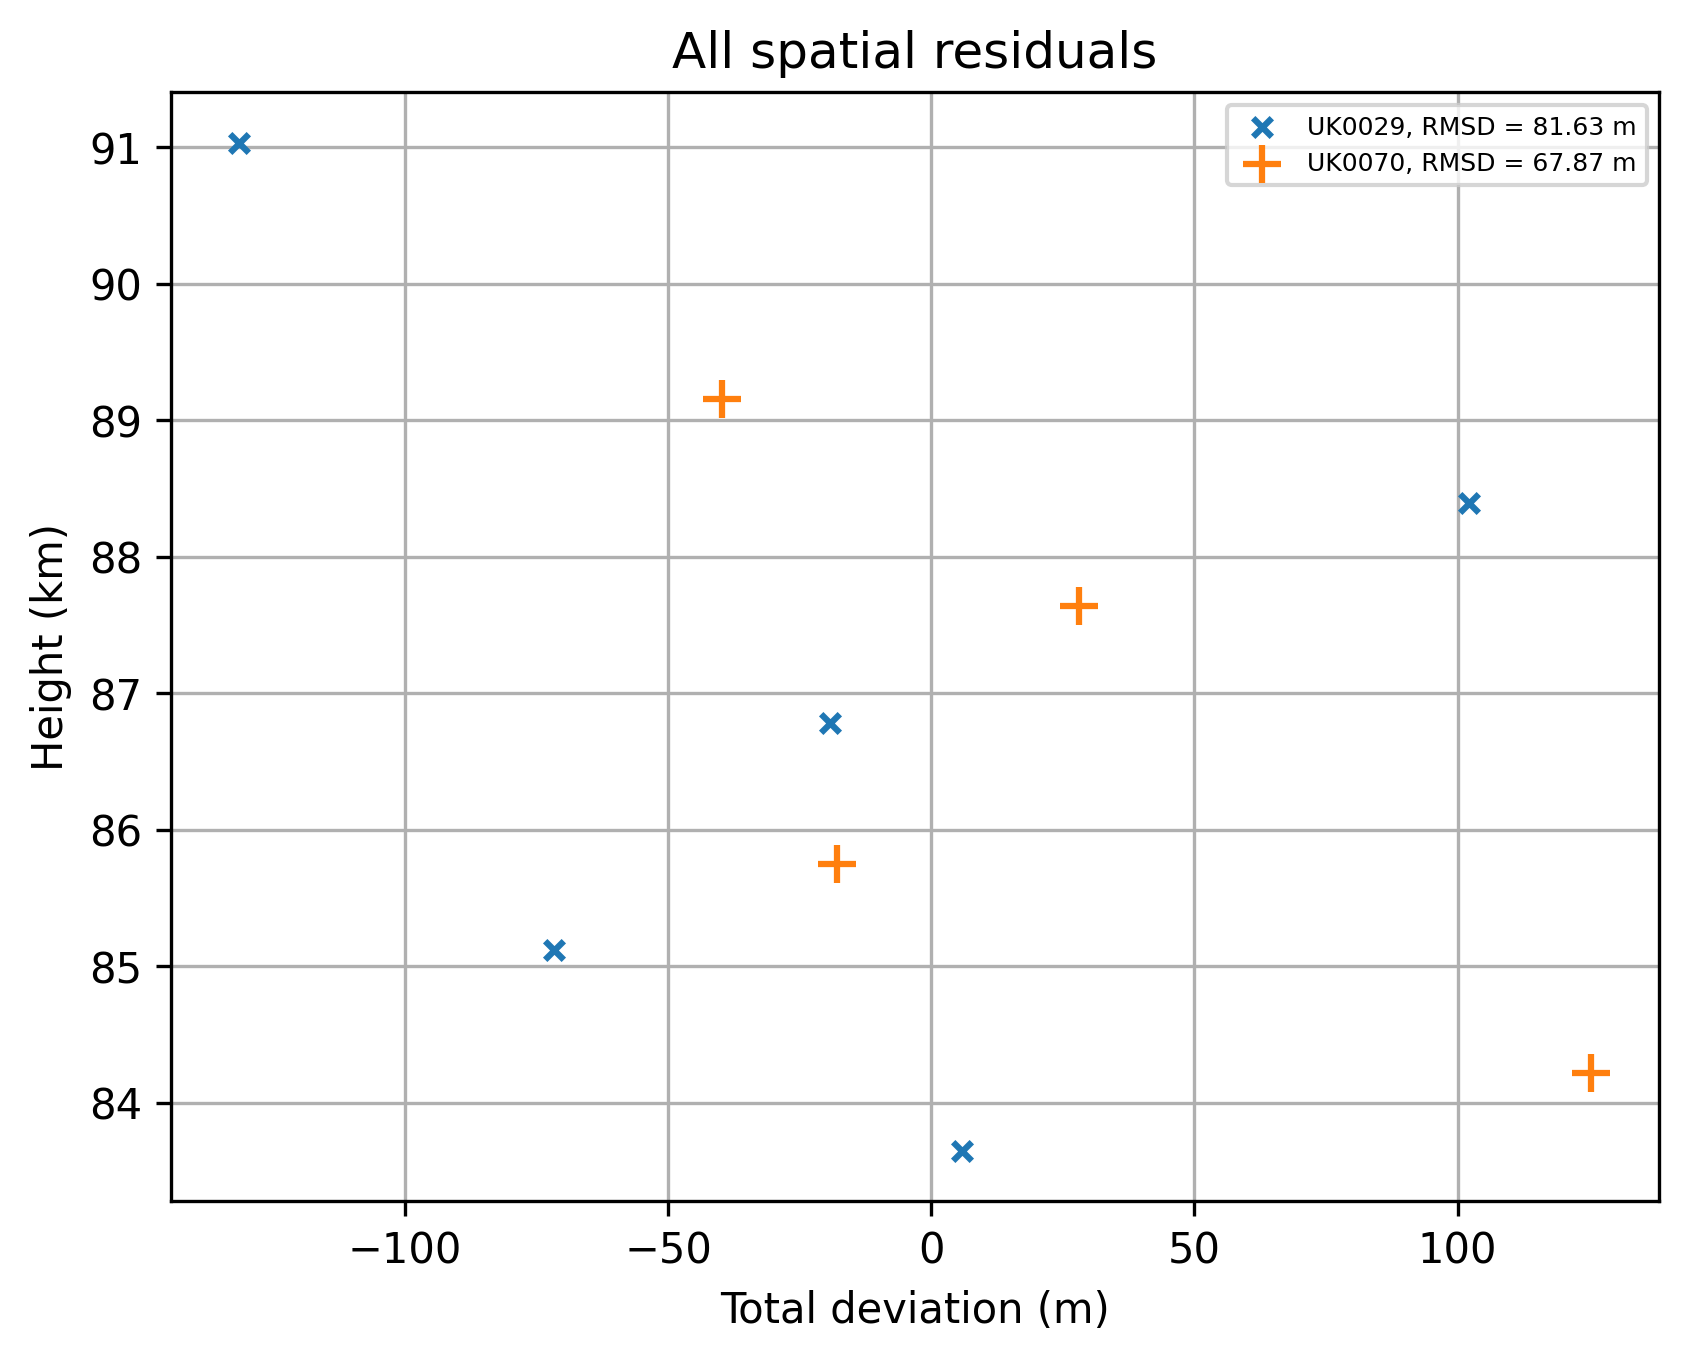 All spatial residuals
UK0029, RMSD = 81.63 m
UK0070, RMSD = 67.87 m
91
90
89
88
87
86
85
84
Height (km)
−100 −50 0 50 100
Total deviation (m)